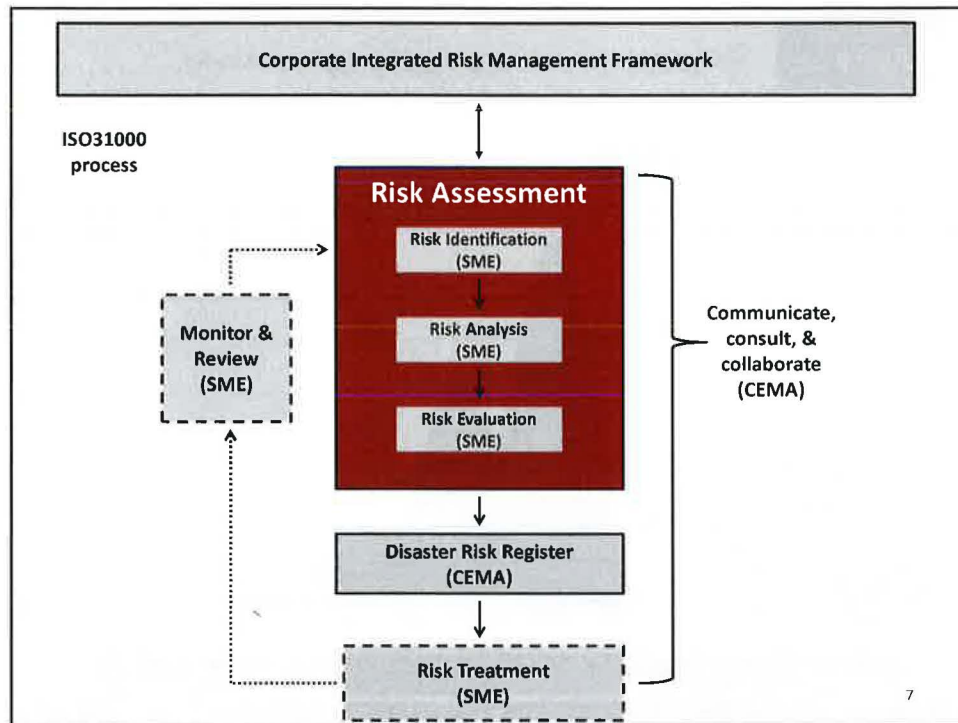 Corporate Integrated Risk Management Framework
ISO31000
process
Risk Assessment
Risk Identification
(SME)
Risk Analysis
(SME)
Risk Evaluation
(SME)
Monitor &
Review
(SME)
Communicate,
consult, &
collaborate
(CEMA)
Disaster Risk Register
(CEMA)
Risk Treatment
(SME)
7